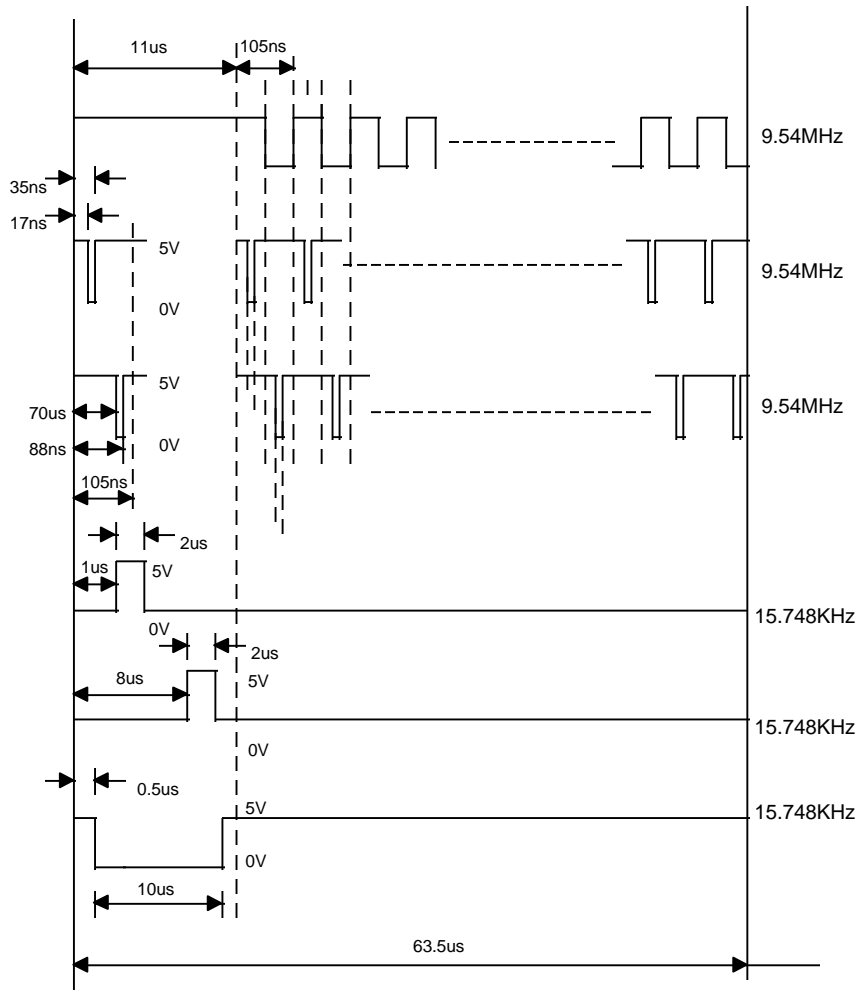 11us
105ns
9.54MHz
35ns
17ns
5V
9.54MHz
0V
5V
70us
9.54MHz
0V
88ns
105ns
2us
1us
5V
15.748KHz
0V
2us
8us
5V
15.748KHz
0V
0.5us
5V
15.748KHz
0V
10us
63.5us